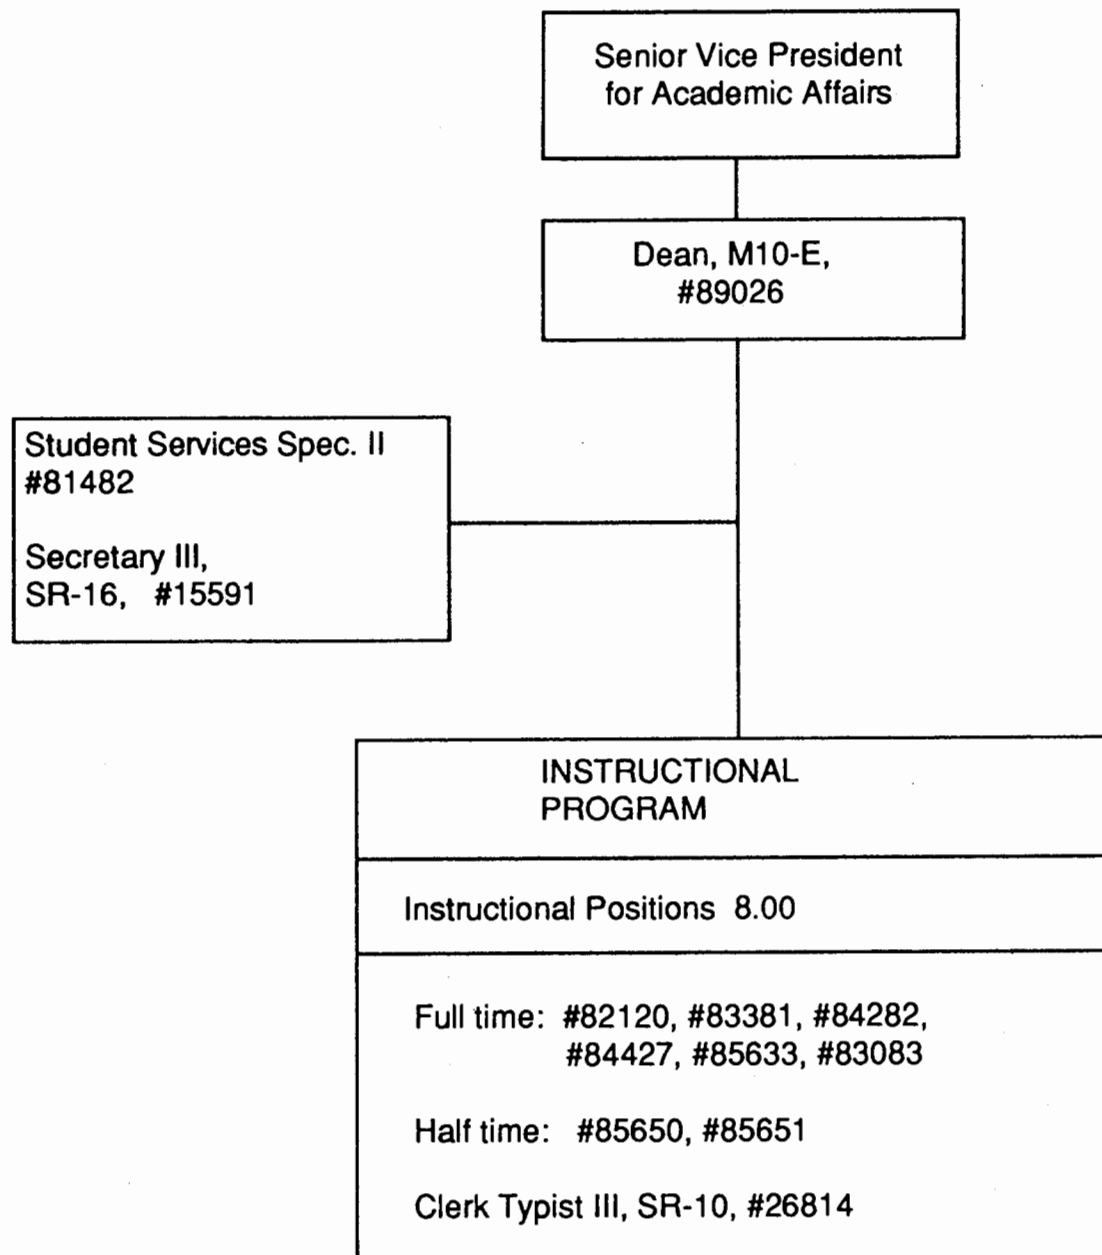 Senior Vice President
for Academic Affairs
Dean, M10-E,
#89026
Student Services Spec. II
#81482
Secretary III,
SR-16, #15591
INSTRUCTIONAL
PROGRAM
Instructional Positions 8.00
Full time: #82120, #83381, #84282,
#84427, #85633, #83083
Half time: #85650, #85651
Clerk Typist III, SR-10, #26814